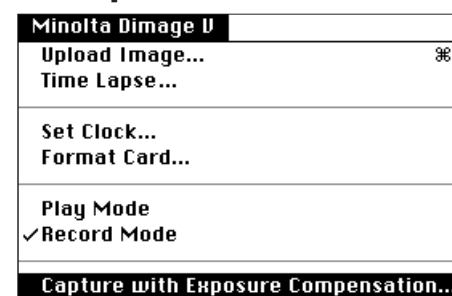 Minolta Dimage V
Upload Image... ⌘
Time Lapse...
Set Clock...
Format Card...
Play Mode
✓Record Mode
Capture with Exposure Compensation...